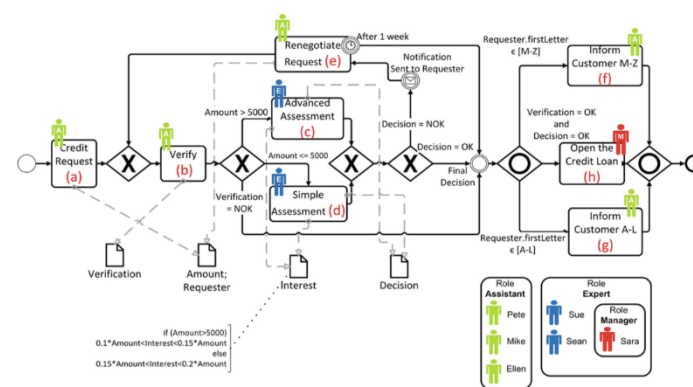 A
Renegotiate
Request (e)
After 1 week
Notification
Sent to Requester
Requester.firstLetter
ϵ [M-Z]
A
Inform
Customer M-Z
(f)
Amount > 5000
E
Advanced
Assessment
(c)
Decision = NOK
Verification = OK
and
Decision = OK
A
Credit
Request
(a)
X
A
Verify
(b)
X
Amount <= 5000
X
X
Decision = OK
Final
Decision
M
Open the
Credit Loan
(h)
Verification
= NOK
E
Simple
Assessment (d)
Requester.firstLetter
ϵ [A-L]
A
Inform
Customer A-L
(g)
Verification
Amount;
Requester
Interest
Decision
if (Amount>5000)
0.1*Amount<Interest<0.15*Amount
else
0.15*Amount<Interest<0.2*Amount
Role
Assistant
Pete
Mike
Ellen
Role
Expert
Sue
Sean
Role
Manager
Sara